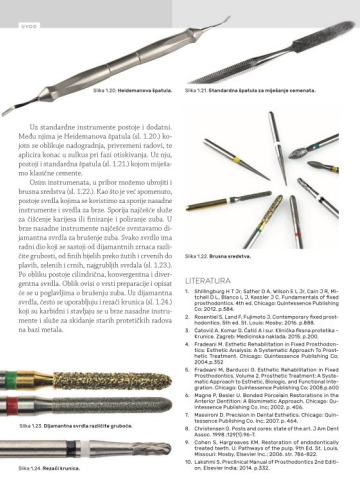 UVOD
Slika 1.20. Heidemanova špatula.
Slika 1.21. Standardna špatula za miješanje cemenata.
Uz standardne instrumente postoje i dodatni.
Među njima je Heidemanova špatula (sl. 1.20.) ko-
jom se oblikuje nadogradnja, privremeni radovi, te
aplicira konac u sulkus pri fazi otiskivanja. Uz nju,
postoji i standardna špatula (sl. 1.21.) kojom miješa-
mo klasične cemente.
Osim instrumenata, u pribor možemo ubrojiti i
brusna sredstva (sl. 1.22.). Kao što je već spomenuto,
postoje svrdla kojima se koristimo za sporije nasadne
instrumente i svrdla za brze. Sporija najčešće služe
za čišćenje karijesa ili finiranje i poliranje zuba. U
brze nasadne instrumente najčešće uvrstavamo di-
jamantna svrdla za brušenje zuba. Svako svrdlo ima
radni dio koji se sastoji od dijamantnih zrnaca razli-
čite grubosti, od finih bijelih preko žutih i crvenih do
plavih, zelenih i crnih, najgrubljih svrdala (sl. 1.23.).
Po obliku postoje cilindrična, konvergentna i diver-
gentna svrdla. Oblik ovisi o vrsti preparacije i opisat
će se u poglavljima o brušenju zuba. Uz dijamantna
svrdla, često se upotrabljuju i rezači krunica (sl. 1.24.)
koji su karbidni i stavljaju se u brze nasadne instru-
mente i služe za skidanje starih protetičkih radova
na bazi metala.
Slika 1.23. Dijamantna svrdla različite gruboće.
Slika 1.24. Rezači krunica.
Slika 1.22. Brusna sredstva.
LITERATURA
1. Shillingburg H T Jr, Sather D A, Wilson E L Jr, Cain J R, Mi-
tchell D L, Blanco L J, Kessler J C. Fundamentals of fixed
prosthodontics. 4th ed. Chicago: Quintessence Publishing
Co; 2012. p.584.
2. Rosenstiel S, Land F, Fujimoto J. Contemporary fixed prost-
hodontics. 5th ed. St. Louis: Mosby; 2016. p.888.
3. Ćatović A, Komar D, Ćatić A i sur. Klinička fiksna protetika –
Krunice. Zagreb: Medicinska naklada; 2015. p.200.
4. Fradeani M. Esthetic Rehabilitation in Fixed Prosthodon-
tics: Esthetic Analysis: A Systematic Approach To Prost-
hetic Treatment. Chicago: Quintessence Publishing Co;
2004.p.352
5. Fradeani M, Barducci G. Esthetic Rehabilitation in Fixed
Prosthodontics, Volume 2, Prosthetic Treatment: A Syste-
matic Approach to Esthetic, Biologic, and Functional Inte-
gration. Chicago: Quintessence Publishing Co; 2008.p.600
6. Magne P, Besler U. Bonded Porcelain Restorations in the
Anterior Dentition: A Biomimetic Approach. Chicago: Qu-
intessence Publishing Co, Inc; 2002. p. 406.
7. Massironi D. Precision in Dental Esthetics. Chicago: Quin-
tessence Publishing Co, Inc; 2007. p. 464.
8. Christensen G. Posts and cores: state of the art. J Am Dent
Assoc. 1998 ;129(1):96-7.
9. Cohen S, Hargreaves KM. Restoration of endodontically
treated teeth. U: Pathways of the pulp. 9th Ed. St. Louis,
Missouri: Mosby, Elsevier Inc.; 2006. str. 786-822.
10. Lakshmi S. Preclinical Manual of Prosthodontics 2nd Editi-
on. Elsevier India; 2014. p.332.